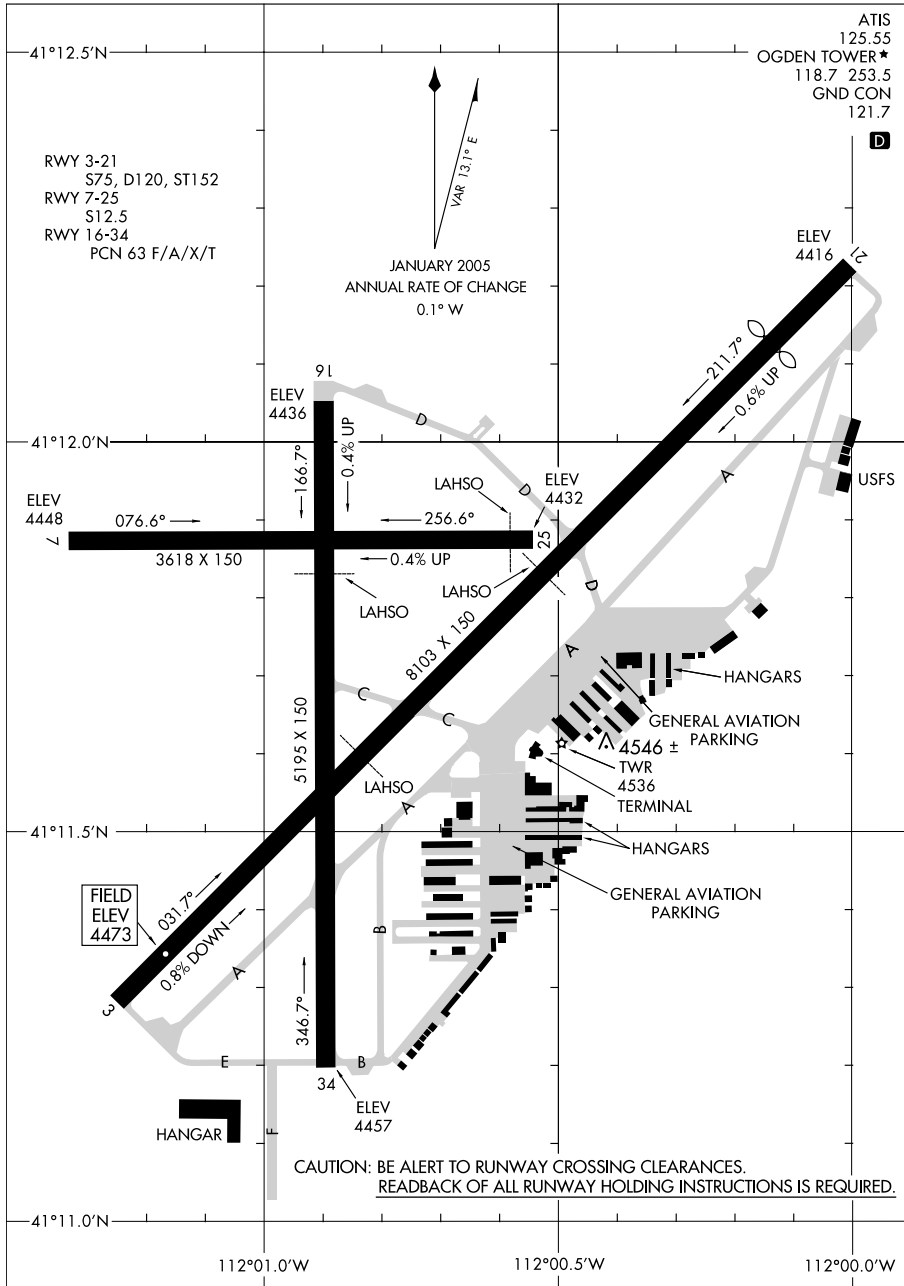 ATIS
125.55
OGDEN TOWER★
118.7 253.5
GND CON
121.7
D
41°12.5'N
VAR 13.1° E
JANUARY 2005
ANNUAL RATE OF CHANGE
0.1° W
RWY 3-21
S75, D120, ST152
RWY 7-25
S12.5
RWY 16-34
PCN 63 F/A/X/T
ELEV
4416
21
211.7°
0.6% UP
16
ELEV
4436
166.7°
0.4% UP
D
41°12.0'N
A
USFS
LAHSO
D
ELEV
4432
ELEV
4448
076.6°
256.6°
7
25
3618 X 150
0.4% UP
LAHSO
LAHSO
D
8103 X 150
A
HANGARS
C
C
GENERAL AVIATION
PARKING
4546 ±
TWR
4536
TERMINAL
5195 X 150
LAHSO
A
41°11.5'N
HANGARS
GENERAL AVIATION
PARKING
FIELD
ELEV
4473
031.7°
0.8% DOWN
A
B
3
346.7°
E
B
34
ELEV
4457
HANGAR
F
CAUTION: BE ALERT TO RUNWAY CROSSING CLEARANCES.
READBACK OF ALL RUNWAY HOLDING INSTRUCTIONS IS REQUIRED.
41°11.0'N
112°01.0'W
112°00.5'W
112°00.0'W